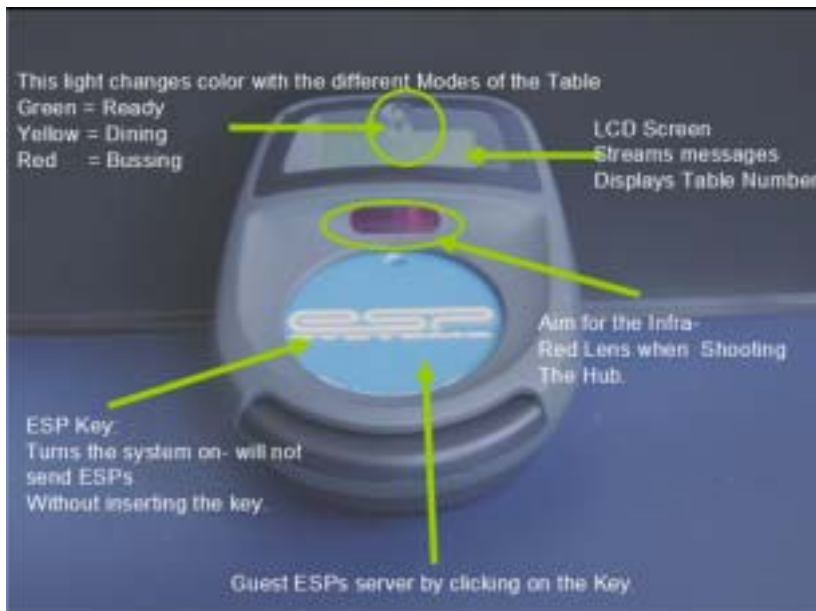 This light changes color with the different Modes of the Table
Green = Ready
Yellow = Dining
Red = Bussing
LCD Screen
Streams messages
Displays Table Number
esp
Aim for the Infra-
Red Lens when Shooting
The Hub.
ESP Key:
Turns the system on- will not
send ESPs
Without inserting the key.
Guest ESPs server by clicking on the Key.